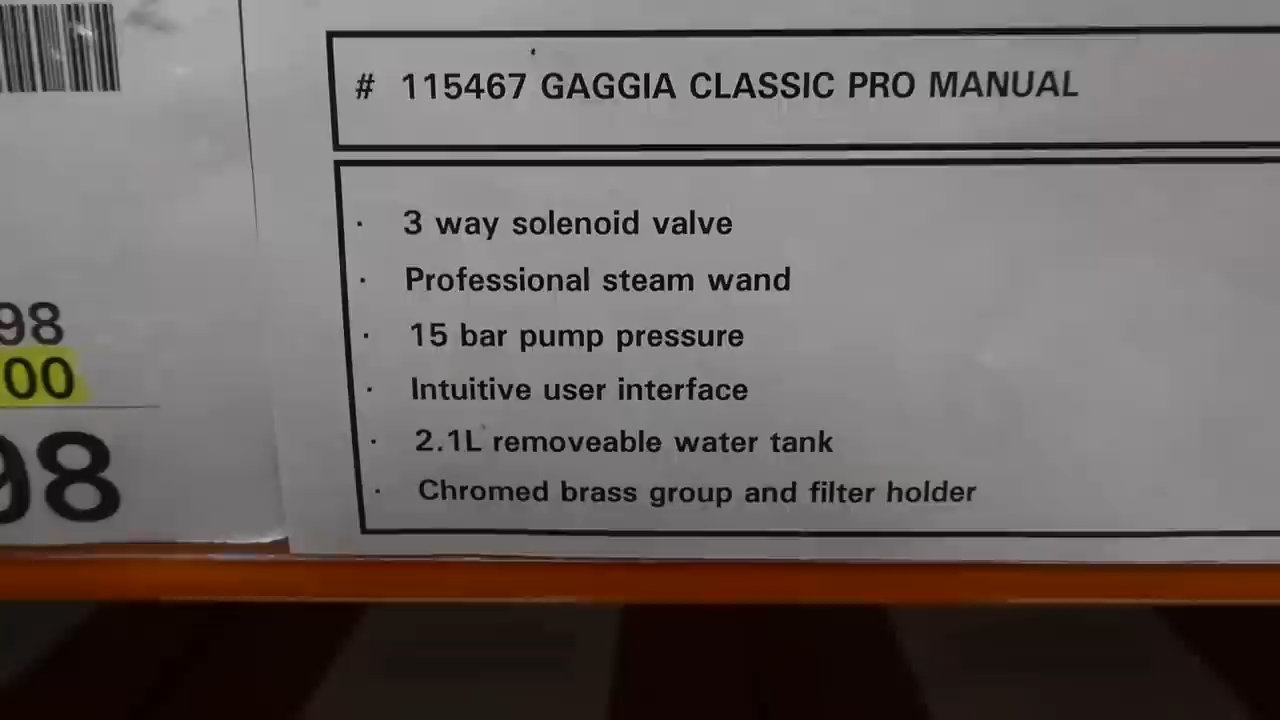 # 115467 GAGGIA CLASSIC PRO MANUAL
· 3 way solenoid valve
· Professional steam wand
· 15 bar pump pressure
· Intuitive user interface
· 2.1L removeable water tank
· Chromed brass group and filter holder
98
00
98